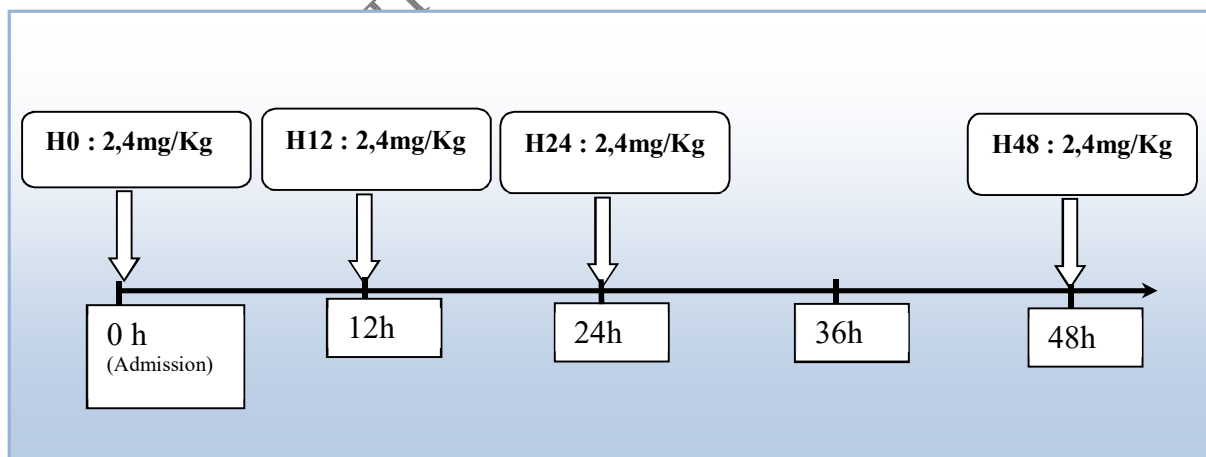 H0 : 2,4mg/Kg
H12 : 2,4mg/Kg
H24 : 2,4mg/Kg
H48 : 2,4mg/Kg
0 h
(Admission)
12h
24h
36h
48h